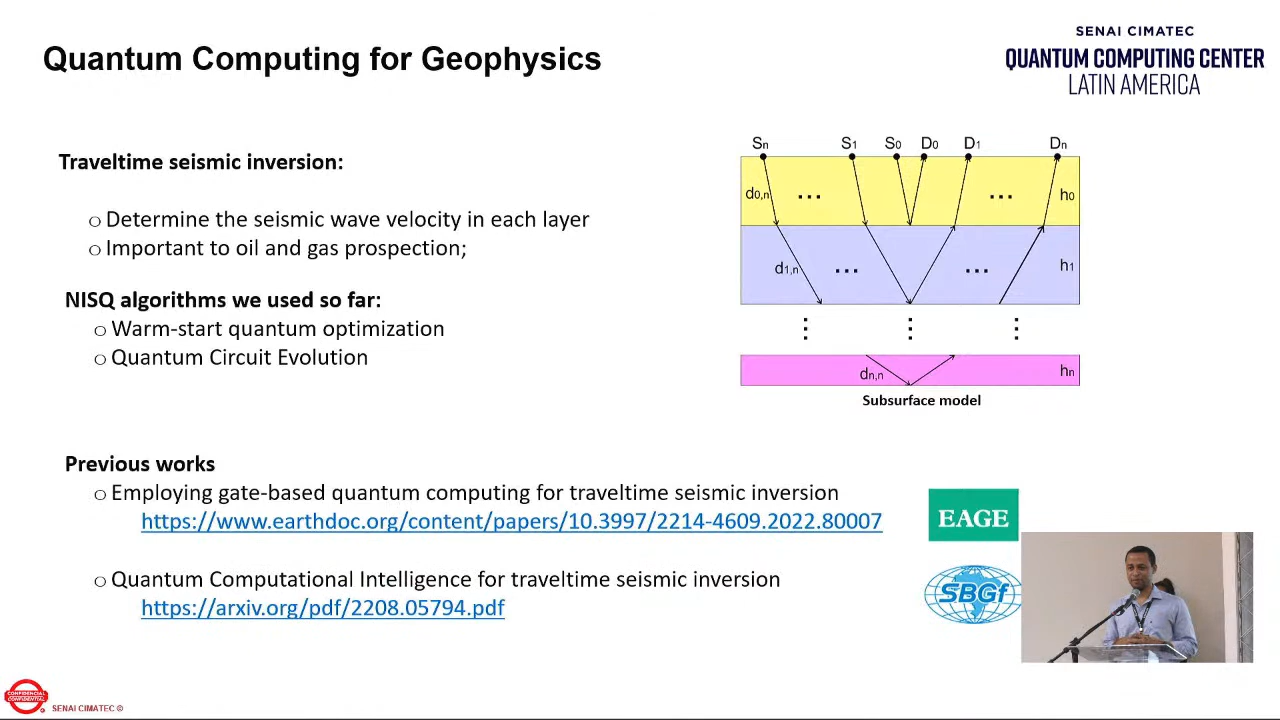 Quantum Computing for Geophysics
SENAI CIMATEC
QUANTUM COMPUTING CENTER
LATIN AMERICA
Traveltime seismic inversion:
○ Determine the seismic wave velocity in each layer
○ Important to oil and gas prospection;
NISQ algorithms we used so far:
○ Warm-start quantum optimization
○ Quantum Circuit Evolution
Sn S1 S0 D0 D1 Dn
d0,n ... ... h0
d1,n ... ... h1
dn,n hn
Subsurface model
Previous works
○ Employing gate-based quantum computing for traveltime seismic inversion
https://www.earthdoc.org/content/papers/10.3997/2214-4609.2022.80007
EAGE
○ Quantum Computational Intelligence for traveltime seismic inversion
https://arxiv.org/pdf/2208.05794.pdf
SBGf
CONFIDENCIAL
CONFIDENTIAL
SENAI CIMATEC ©